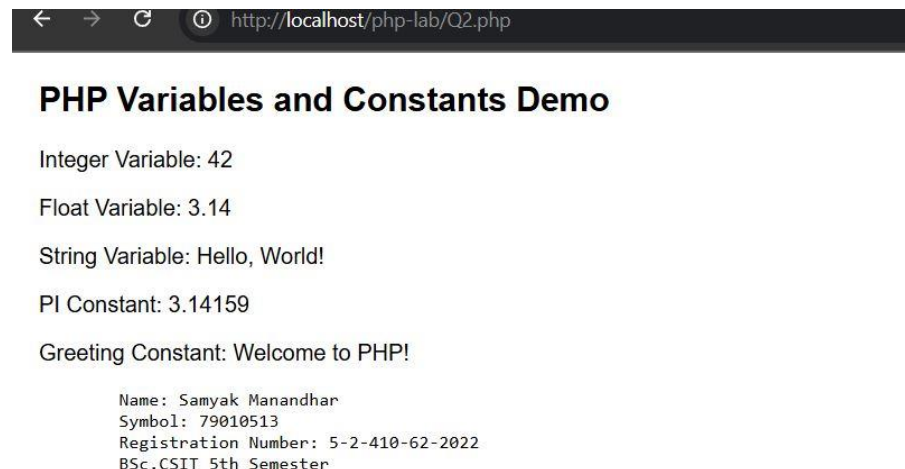 http://localhost/php-lab/Q2.php
PHP Variables and Constants Demo
Integer Variable: 42
Float Variable: 3.14
String Variable: Hello, World!
PI Constant: 3.14159
Greeting Constant: Welcome to PHP!
Name: Samyak Manandhar
Symbol: 79010513
Registration Number: 5-2-410-62-2022
BSc.CSIT 5th Semester